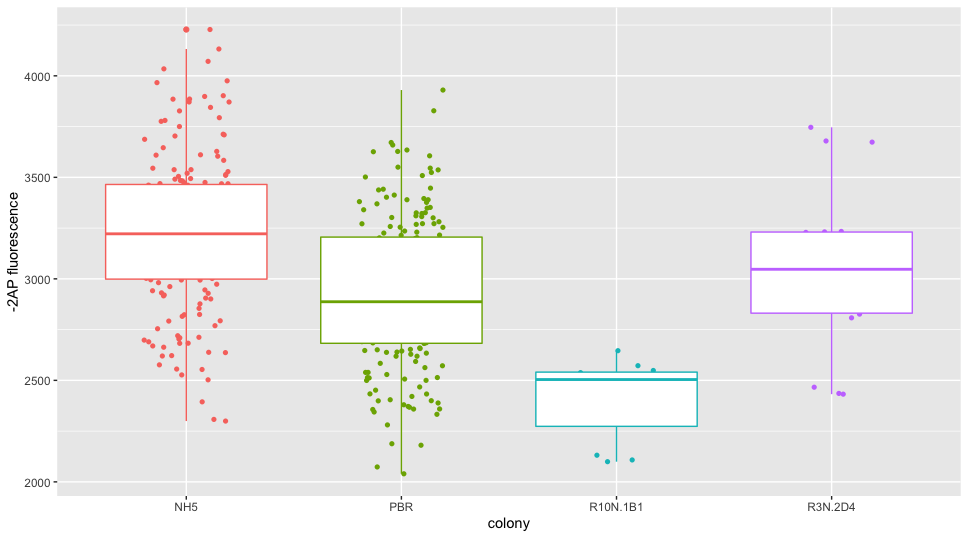 -2AP fluorescence
4000
3500
3000
2500
2000
NH5
PBR
R10N.1B1
R3N.2D4
colony